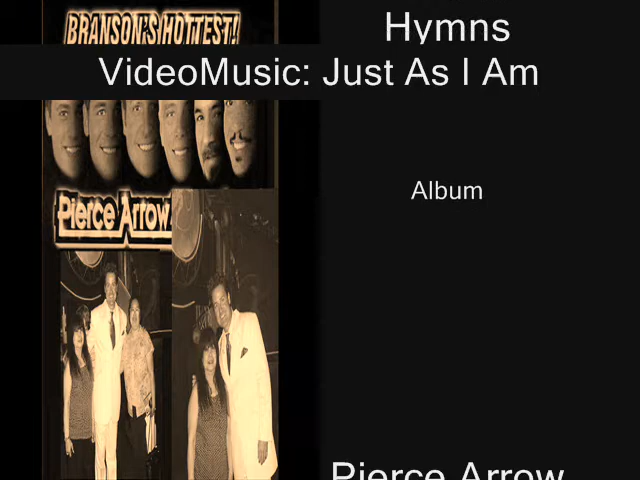 BRANSON'S HOTTEST!
Hymns
VideoMusic: Just As I Am
Album
Pierce Arrow
Pierce Arrow